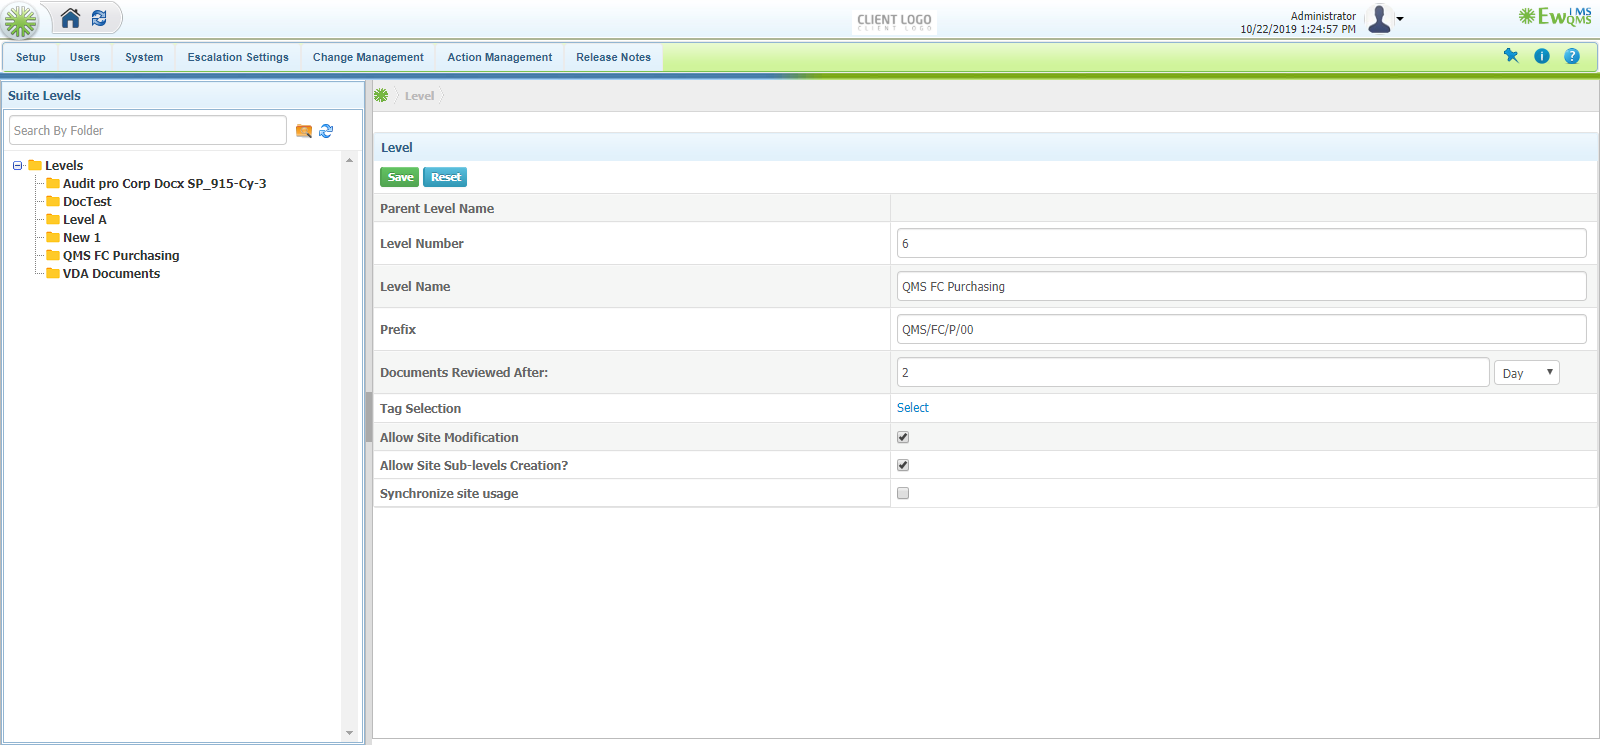 CLIENT LOGO
CLIENT LOGO
Administrator
10/22/2019 1:24:57 PM
EwQMS
LMS
Setup
Users
System
Escalation Settings
Change Management
Action Management
Release Notes
Suite Levels
Search By Folder
Levels
Audit pro Corp Docx SP_915-Cy-3
DocTest
Level A
New 1
QMS FC Purchasing
VDA Documents
Level
Level
Save Reset
Parent Level Name
Level Number 6
Level Name QMS FC Purchasing
Prefix QMS/FC/P/00
Documents Reviewed After: 2 Day
Tag Selection Select
Allow Site Modification
Allow Site Sub-levels Creation?
Synchronize site usage